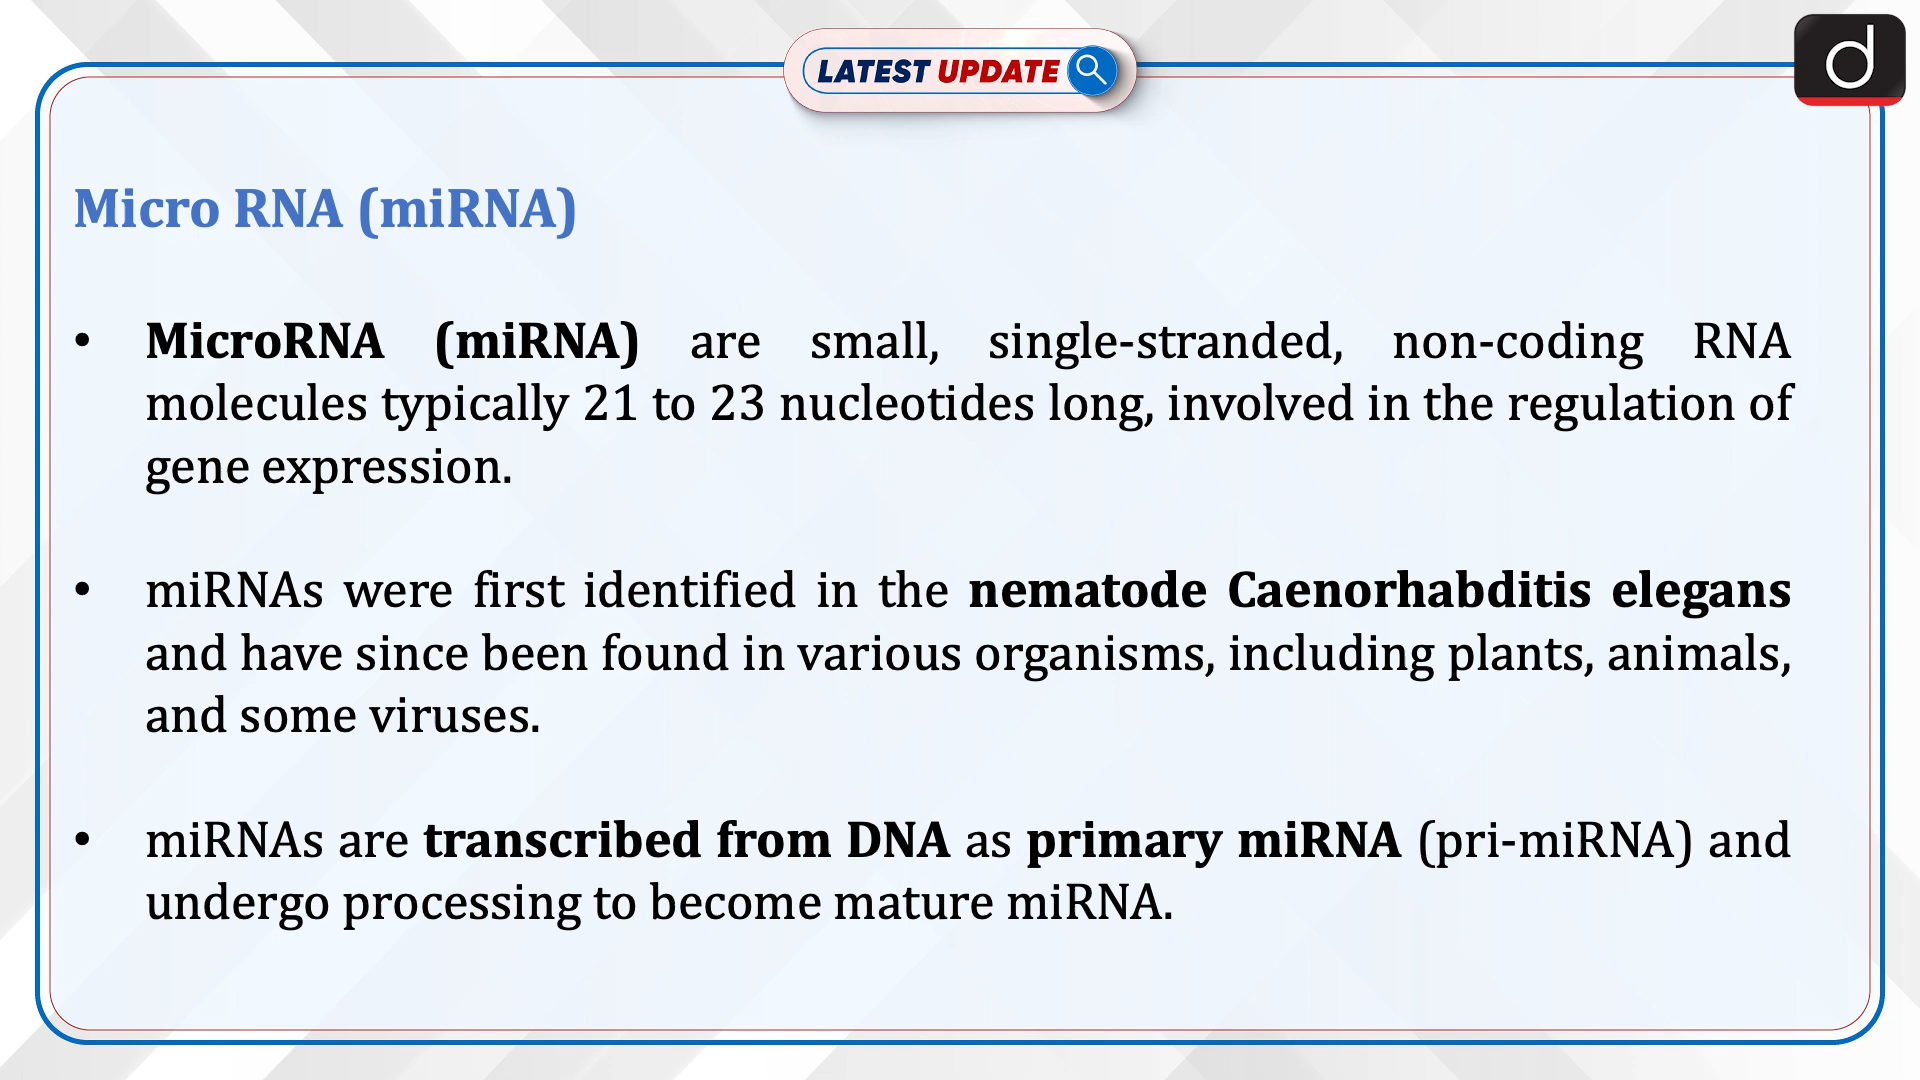 LATEST UPDATE
d
Micro RNA (miRNA)
• MicroRNA (miRNA) are small, single-stranded, non-coding RNA
molecules typically 21 to 23 nucleotides long, involved in the regulation of
gene expression.
• miRNAs were first identified in the nematode Caenorhabditis elegans
and have since been found in various organisms, including plants, animals,
and some viruses.
• miRNAs are transcribed from DNA as primary miRNA (pri-miRNA) and
undergo processing to become mature miRNA.